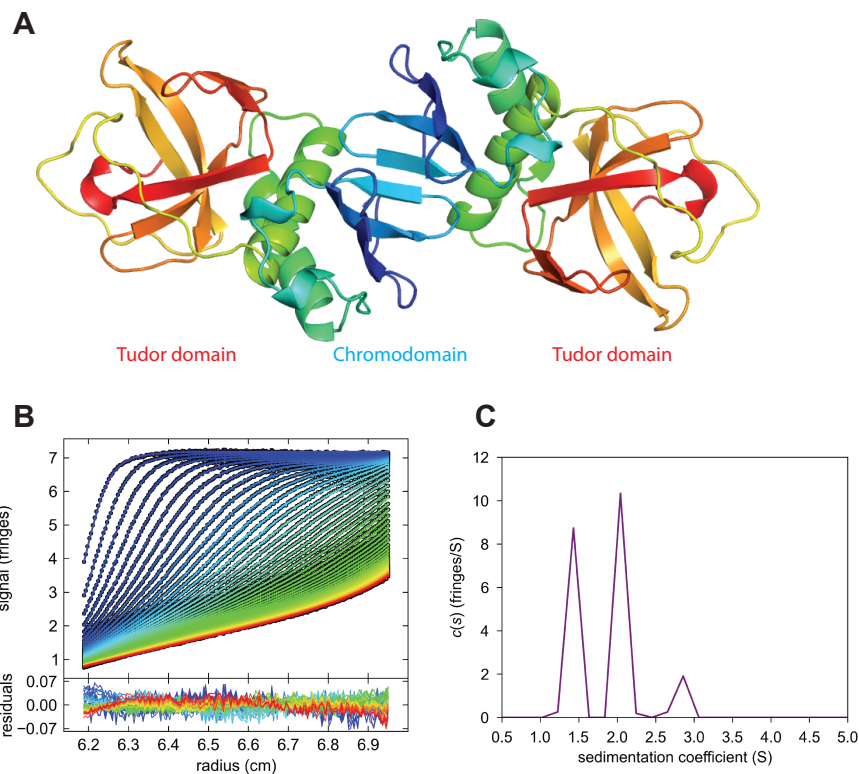 A
Tudor domain Chromodomain Tudor domain
B
7
6
5
4
3
2
1
signal (fringes)
0.07
0.00
−0.07
residuals
6.2 6.3 6.4 6.5 6.6 6.7 6.8 6.9
radius (cm)
C
12
10
8
6
4
2
0
c(s) (fringes/S)
0.5 1.0 1.5 2.0 2.5 3.0 3.5 4.0 4.5 5.0
sedimentation coefficient (S)